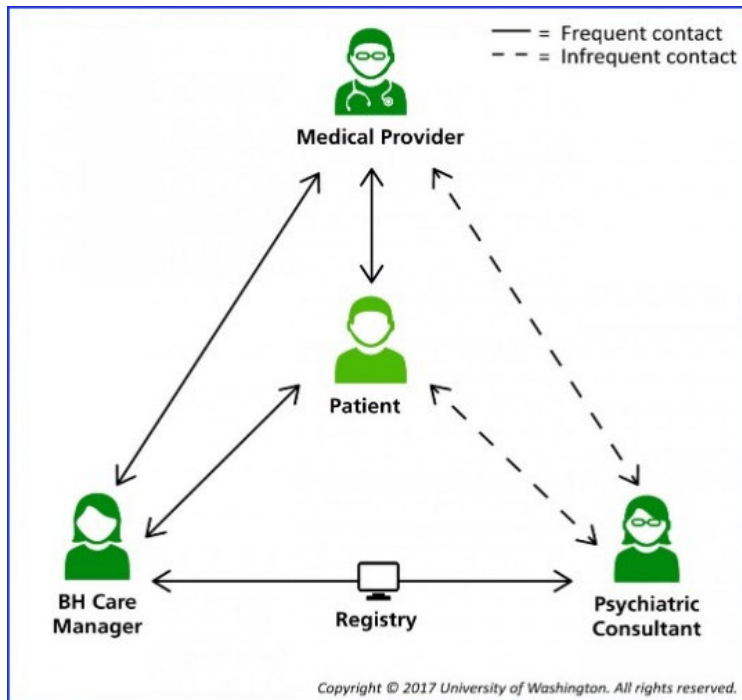 — = Frequent contact
- - - = Infrequent contact
Medical Provider
Patient
BH Care
Manager
Registry
Psychiatric
Consultant
Copyright © 2017 University of Washington. All rights reserved.